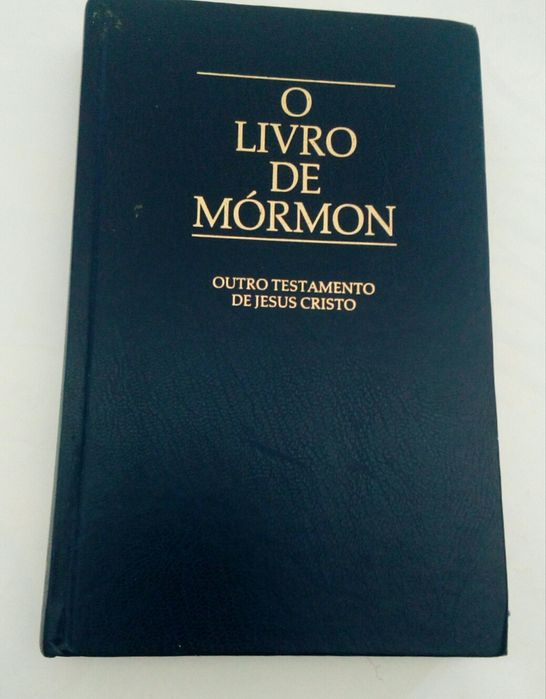 O
LIVRO
DE
MÓRMON
OUTRO TESTAMENTO
DE JESUS CRISTO